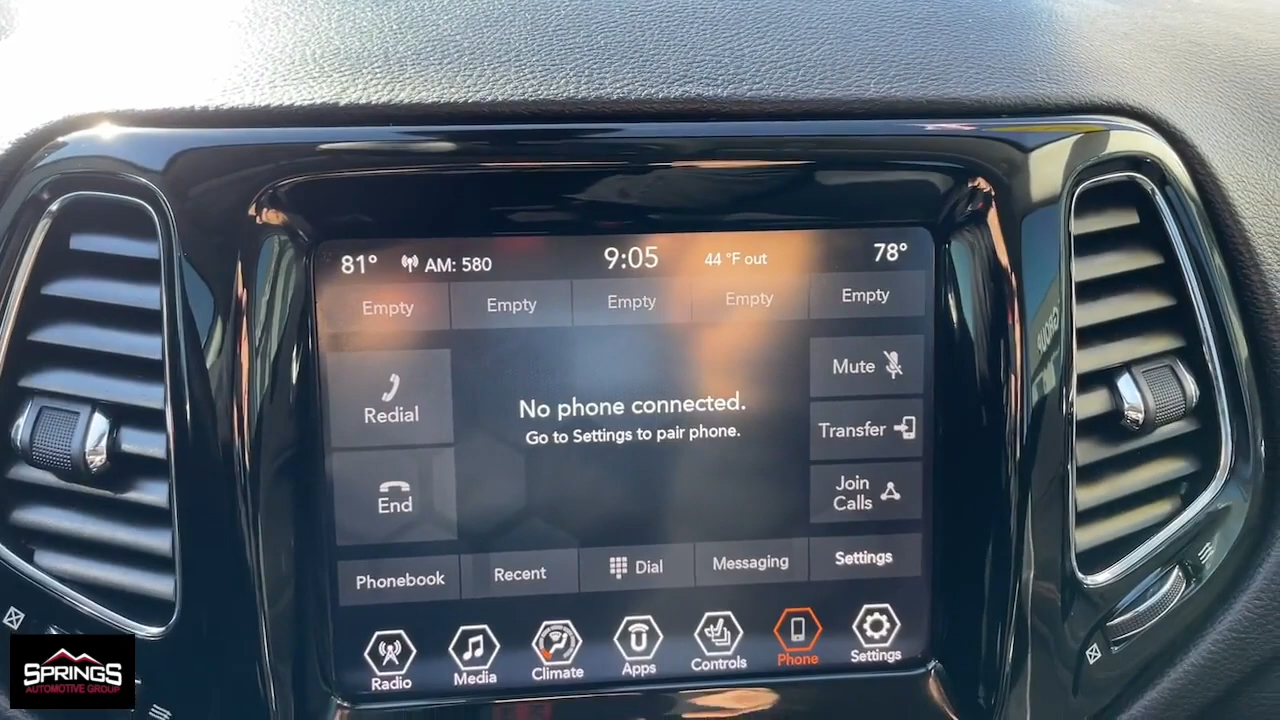 81° AM: 580 9:05 44 °F out 78°
Empty Empty Empty Empty Empty
Redial
End
No phone connected.
Go to Settings to pair phone.
Mute
Transfer
Join
Calls
Phonebook Recent Dial Messaging Settings
Radio Media Climate Apps Controls Phone Settings
SPRINGS
AUTOMOTIVE GROUP